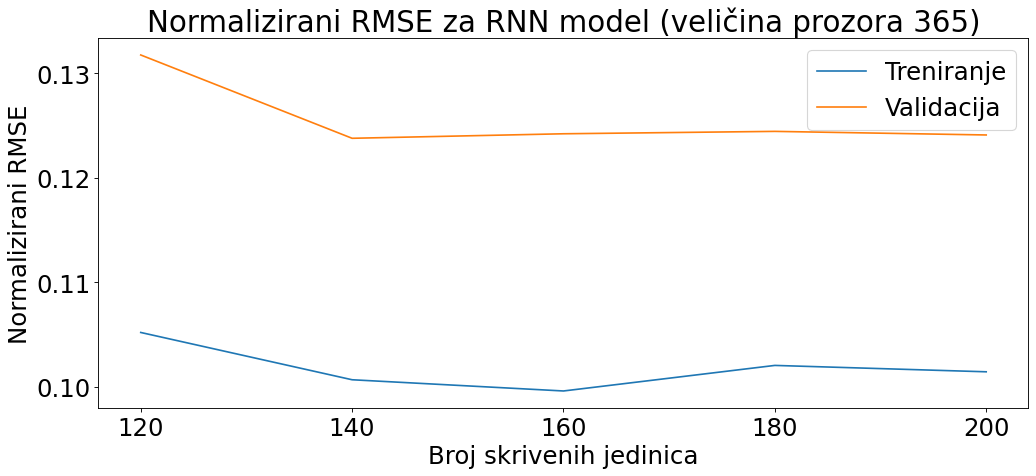 Normalizirani RMSE za RNN model (veličina prozora 365)
Treniranje
Validacija
Normalizirani RMSE
0.13
0.12
0.11
0.10
120 140 160 180 200
Broj skrivenih jedinica